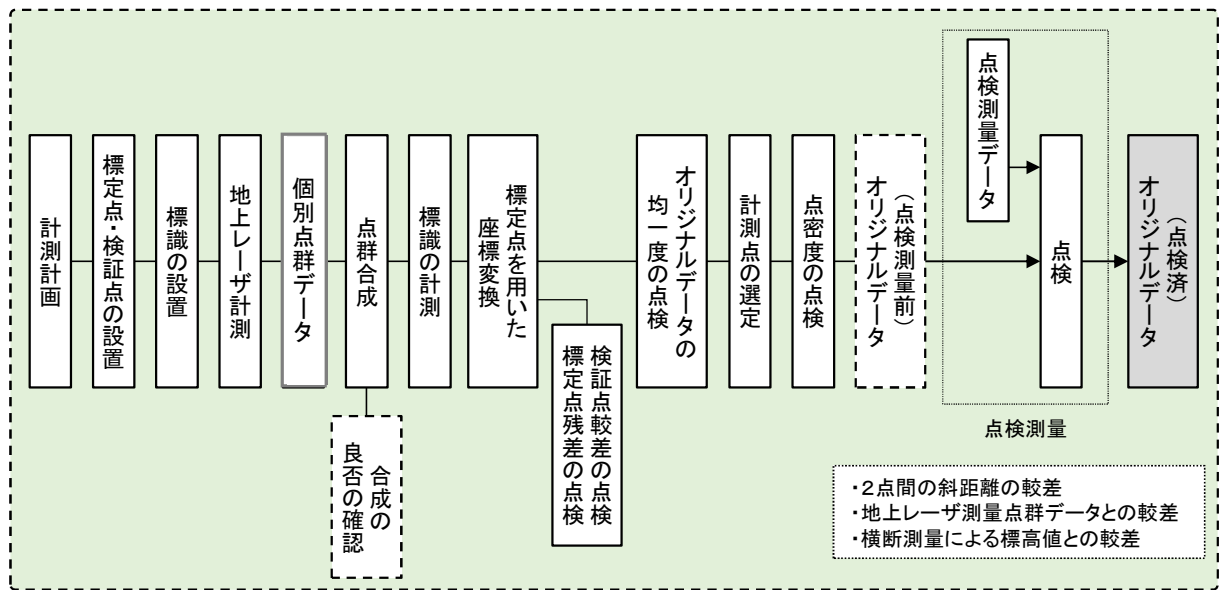 計測計画
標定点・検証点の設置
標識の設置
地上レーザ計測
個別点群データ
点群合成
合成の
良否の確認
標識の計測
標定点を用いた
座標変換
検証点較差の点検
標定点残差の点検
オリジナルデータの
均一度の点検
計測点の選定
点密度の点検
（点検測量前）
オリジナルデータ
点検測量データ
点検
点検測量
（点検済）
オリジナルデータ
・２点間の斜距離の較差
・地上レーザ測量点群データとの較差
・横断測量による標高値との較差